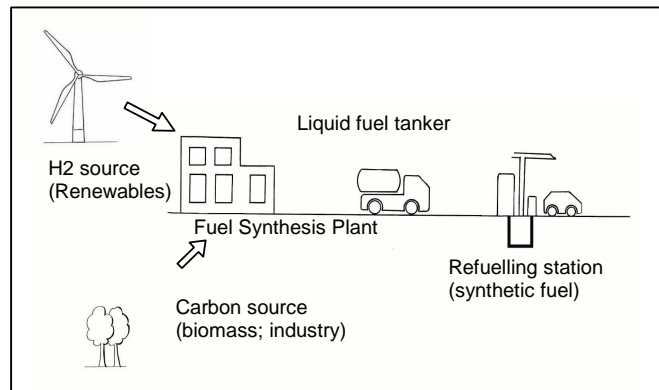 Liquid fuel tanker
H2 source
(Renewables)
Fuel Synthesis Plant
Refuelling station
(synthetic fuel)
Carbon source
(biomass; industry)